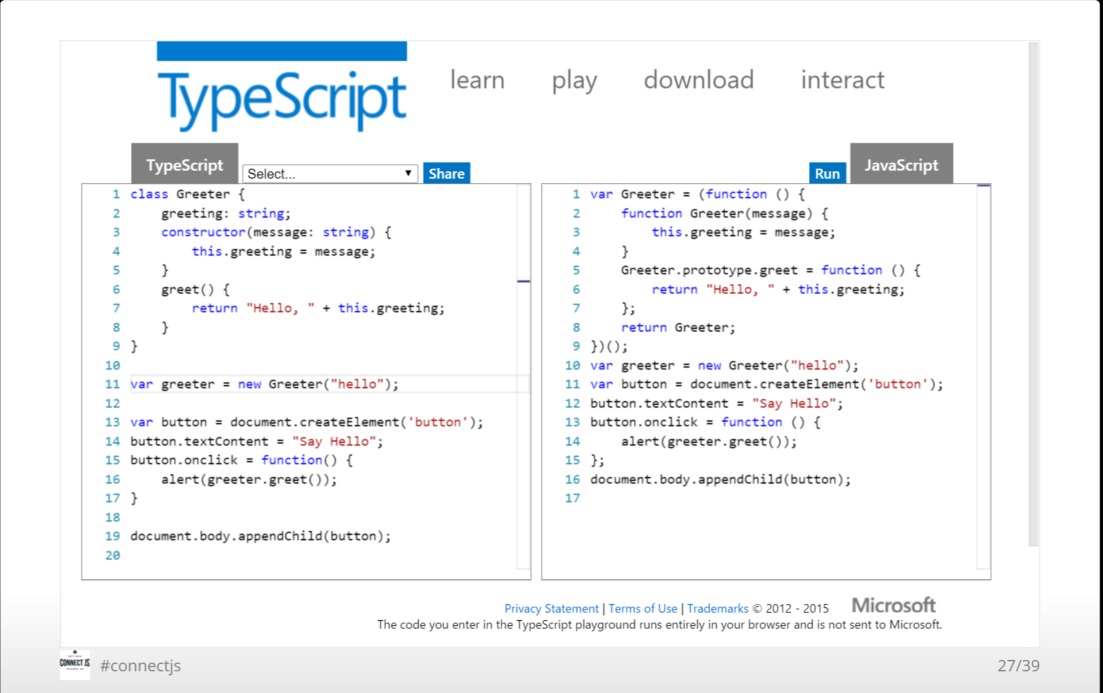 TypeScript learn play download interact
TypeScript Select... Share
1 class Greeter {
2     greeting: string;
3     constructor(message: string) {
4         this.greeting = message;
5     }
6     greet() {
7         return "Hello, " + this.greeting;
8     }
9 }
10
11 var greeter = new Greeter("hello");
12
13 var button = document.createElement('button');
14 button.textContent = "Say Hello";
15 button.onclick = function() {
16     alert(greeter.greet());
17 }
18
19 document.body.appendChild(button);
20
Run JavaScript
1 var Greeter = (function () {
2     function Greeter(message) {
3         this.greeting = message;
4     }
5     Greeter.prototype.greet = function () {
6         return "Hello, " + this.greeting;
7     };
8     return Greeter;
9 })();
10 var greeter = new Greeter("hello");
11 var button = document.createElement('button');
12 button.textContent = "Say Hello";
13 button.onclick = function () {
14     alert(greeter.greet());
15 };
16 document.body.appendChild(button);
17
Privacy Statement | Terms of Use | Trademarks © 2012 - 2015 Microsoft
The code you enter in the TypeScript playground runs entirely in your browser and is not sent to Microsoft.
CONNECT JS #connectjs 27/39